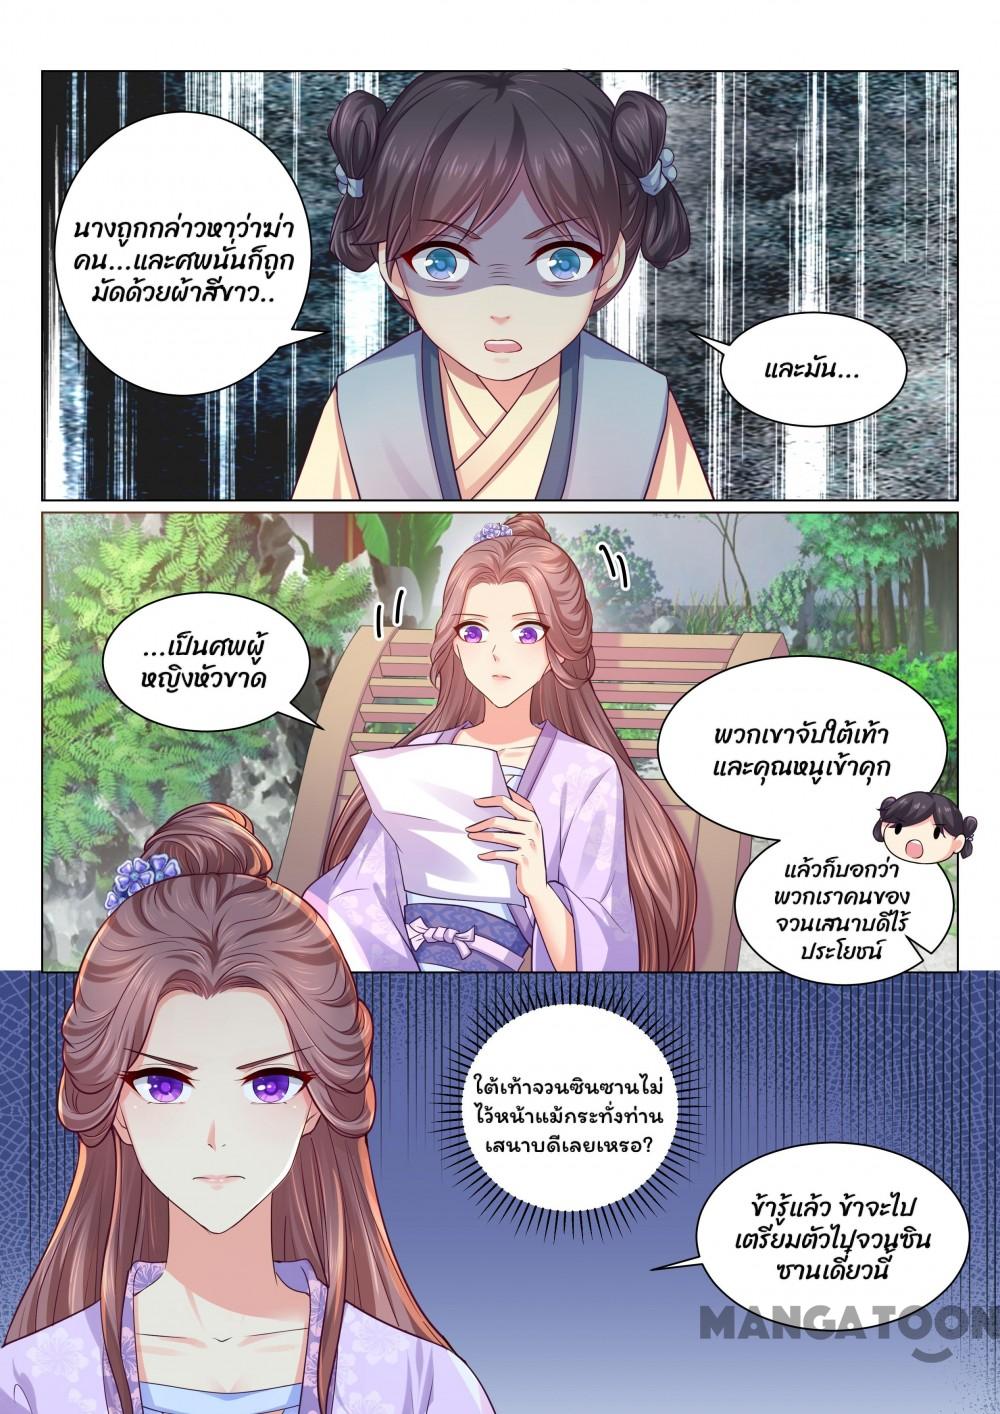 นางถูกกล่าวหาว่าฆ่า
คน...และศพนั่นก็ถูก
มัดด้วยผ้าสีขาว..
และมัน...
...เป็นศพผู้
หญิงหัวขาด
พวกเขาจับใต้เท้า
และคุณหนูเข้าคุก
แล้วก็บอกว่า
พวกเราคนของ
จวนเสนาบดีไร้
ประโยชน์
ใต้เท้าจวนซินซานไม่
ไว้หน้าแม้กระทั่งท่าน
เสนาบดีเลยเหรอ?
ข้ารู้แล้ว ข้าจะไป
เตรียมตัวไปจวนซิน
ซานเดี๋ยวนี้
MANGATOON